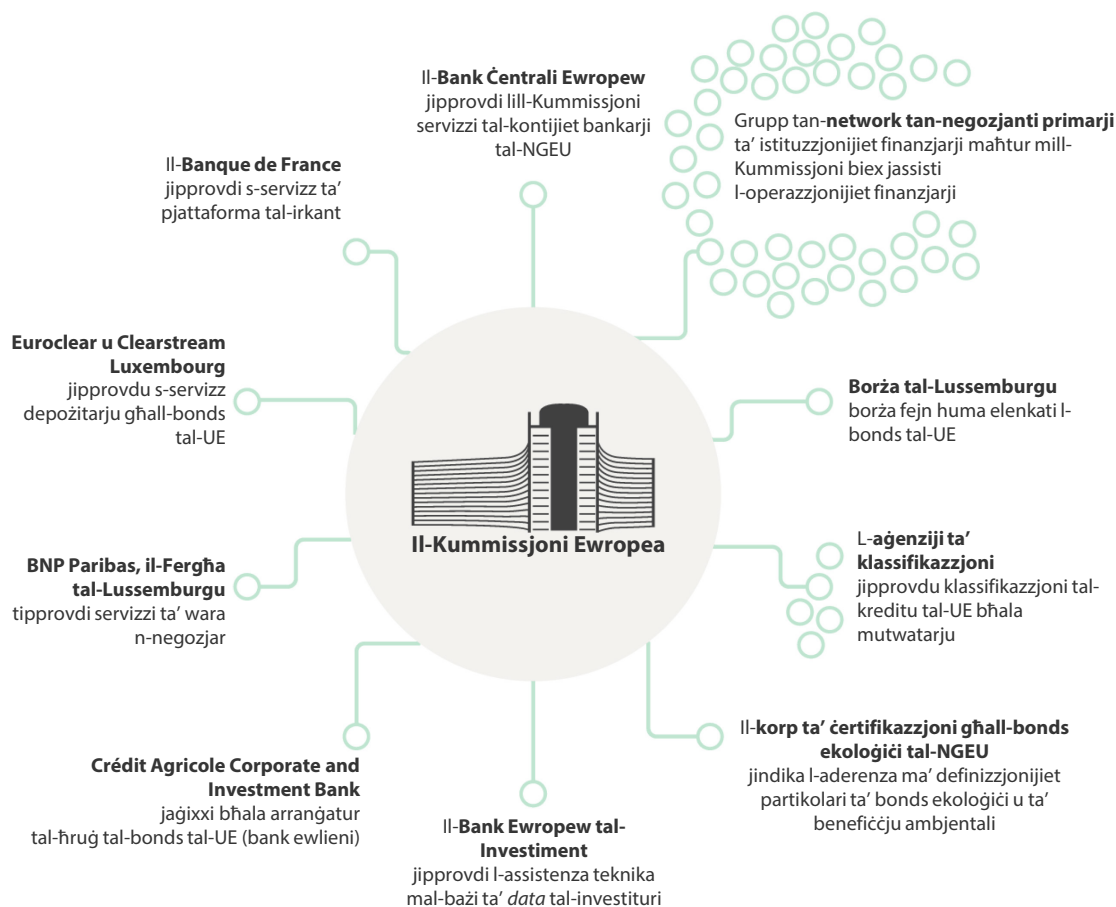 Il-Bank Ċentrali Ewropew
jipprovdi lill-Kummissjoni
servizzi tal-kontijiet bankarji
tal-NGEU
Grupp tan-network tan-negozjanti primarji
ta’ istituzzjonijiet finanzjarji maħtur mill-
Kummissjoni biex jassisti
l-operazzjonijiet finanzjarji
Il-Banque de France
jipprovdi s-servizz ta’
pjattaforma tal-irkant
Euroclear u Clearstream
Luxembourg
jipprovdu s-servizz
depożitarju għall-bonds
tal-UE
Borża tal-Lussemburgu
borża fejn huma elenkati l-
bonds tal-UE
Il-Kummissjoni Ewropea
BNP Paribas, il-Fergħa
tal-Lussemburgu
tipprovdi servizzi ta’ wara
n-negozjar
L-aġenziji ta’
klassifikazzjoni
jipprovdu klassifikazzjoni tal-
kreditu tal-UE bħala
mutwatarju
Crédit Agricole Corporate and
Investment Bank
jaġixxi bħala arranġatur
tal-ħruġ tal-bonds tal-UE (bank ewlieni)
Il-Bank Ewropew tal-
Investiment
jipprovdi l-assistenza teknika
mal-bażi ta’ data tal-investituri
Il-korp ta’ ċertifikazzjoni għall-bonds
ekoloġiċi tal-NGEU
jindika l-aderenza ma’ definizzjonijiet
partikolari ta’ bonds ekoloġiċi u ta’
benefiċċju ambjentali